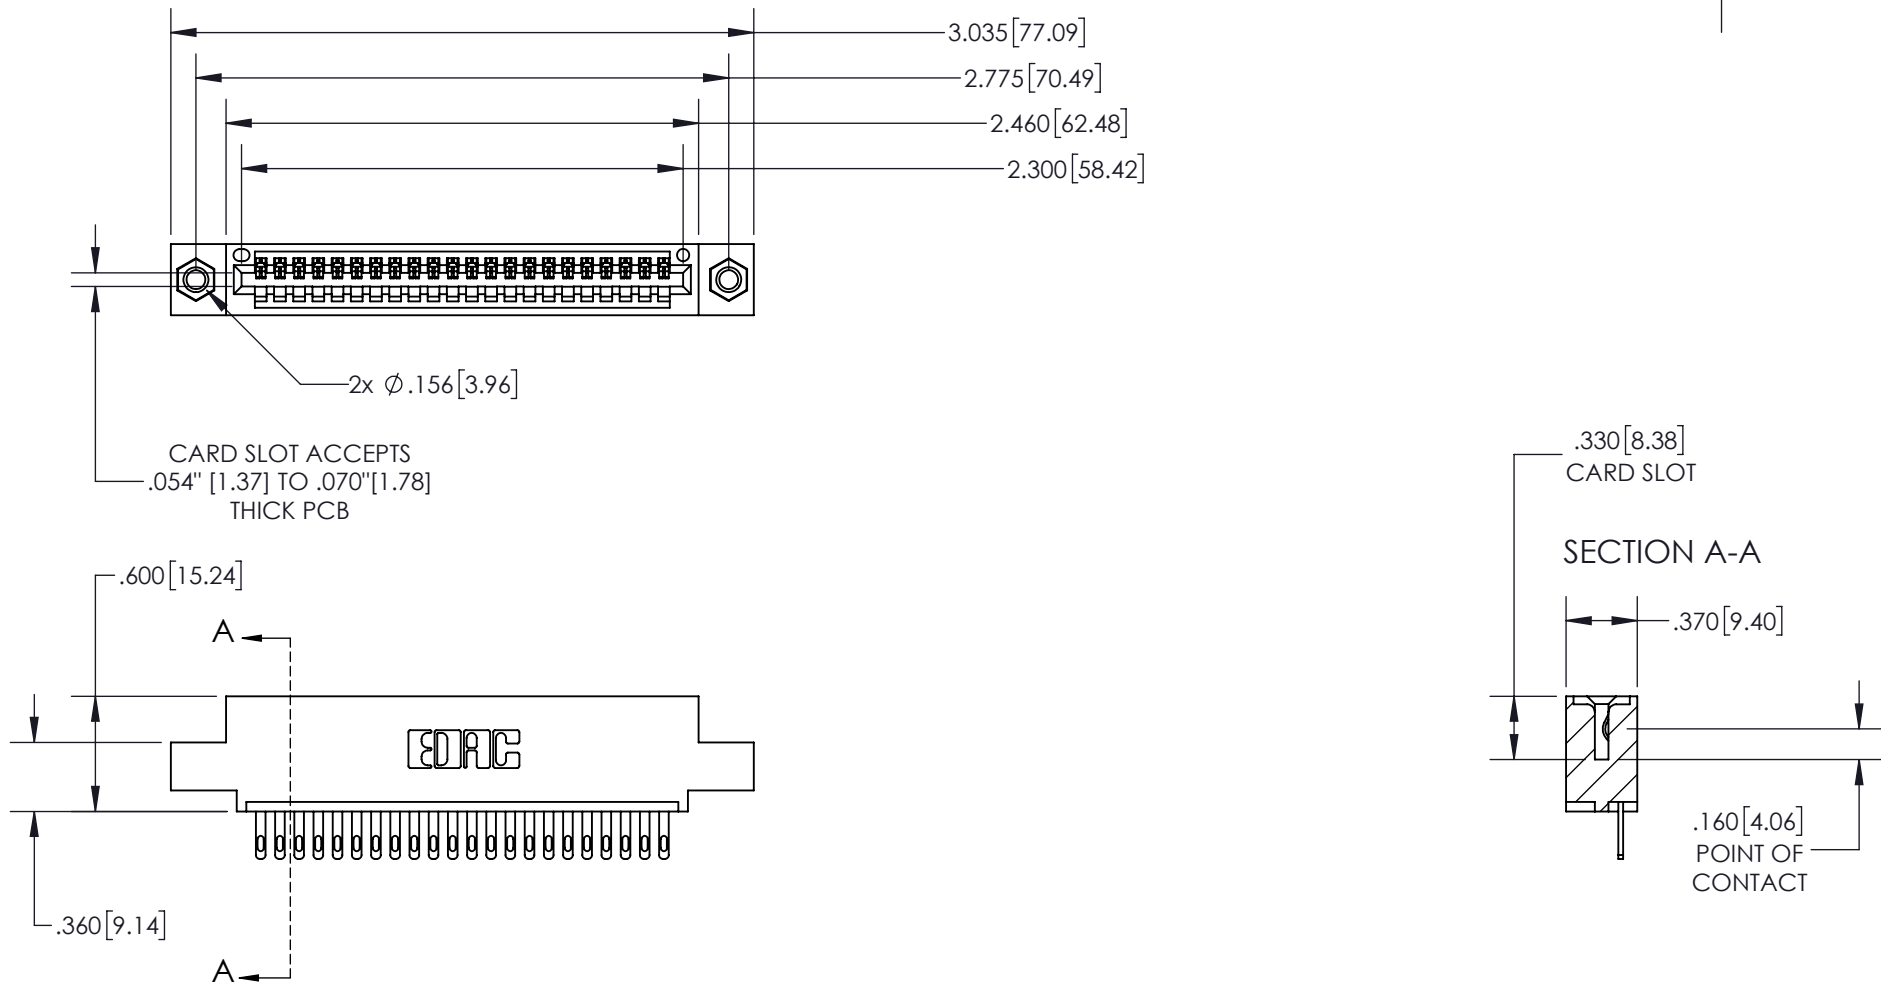 3.035[77.09]
2.775[70.49]
2.460[62.48]
2.300[58.42]
2x Ø.156[3.96]
CARD SLOT ACCEPTS
.054" [1.37] TO .070"[1.78]
THICK PCB
.330[8.38]
CARD SLOT
SECTION A-A
.600[15.24]
.370[9.40]
A
EDAC
.160[4.06]
POINT OF
CONTACT
.360[9.14]
A